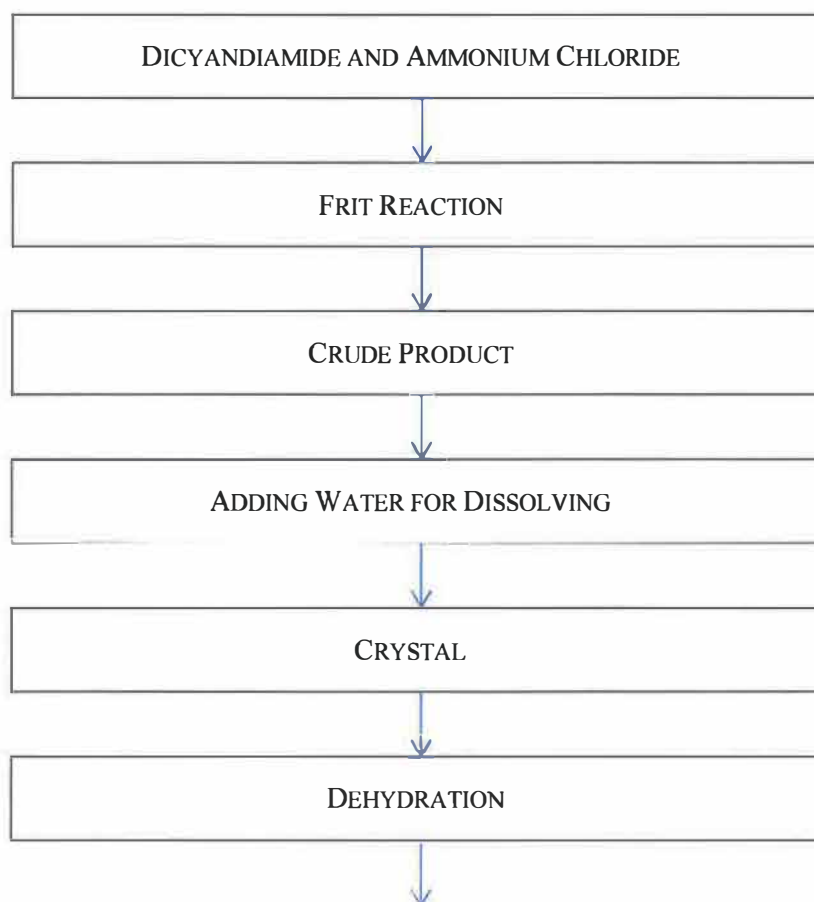 DICYANDIAMIDE AND AMMONIUM CHLORIDE
FRIT REACTION
CRUDE PRODUCT
ADDING WATER FOR DISSOLVING
CRYSTAL
DEHYDRATION